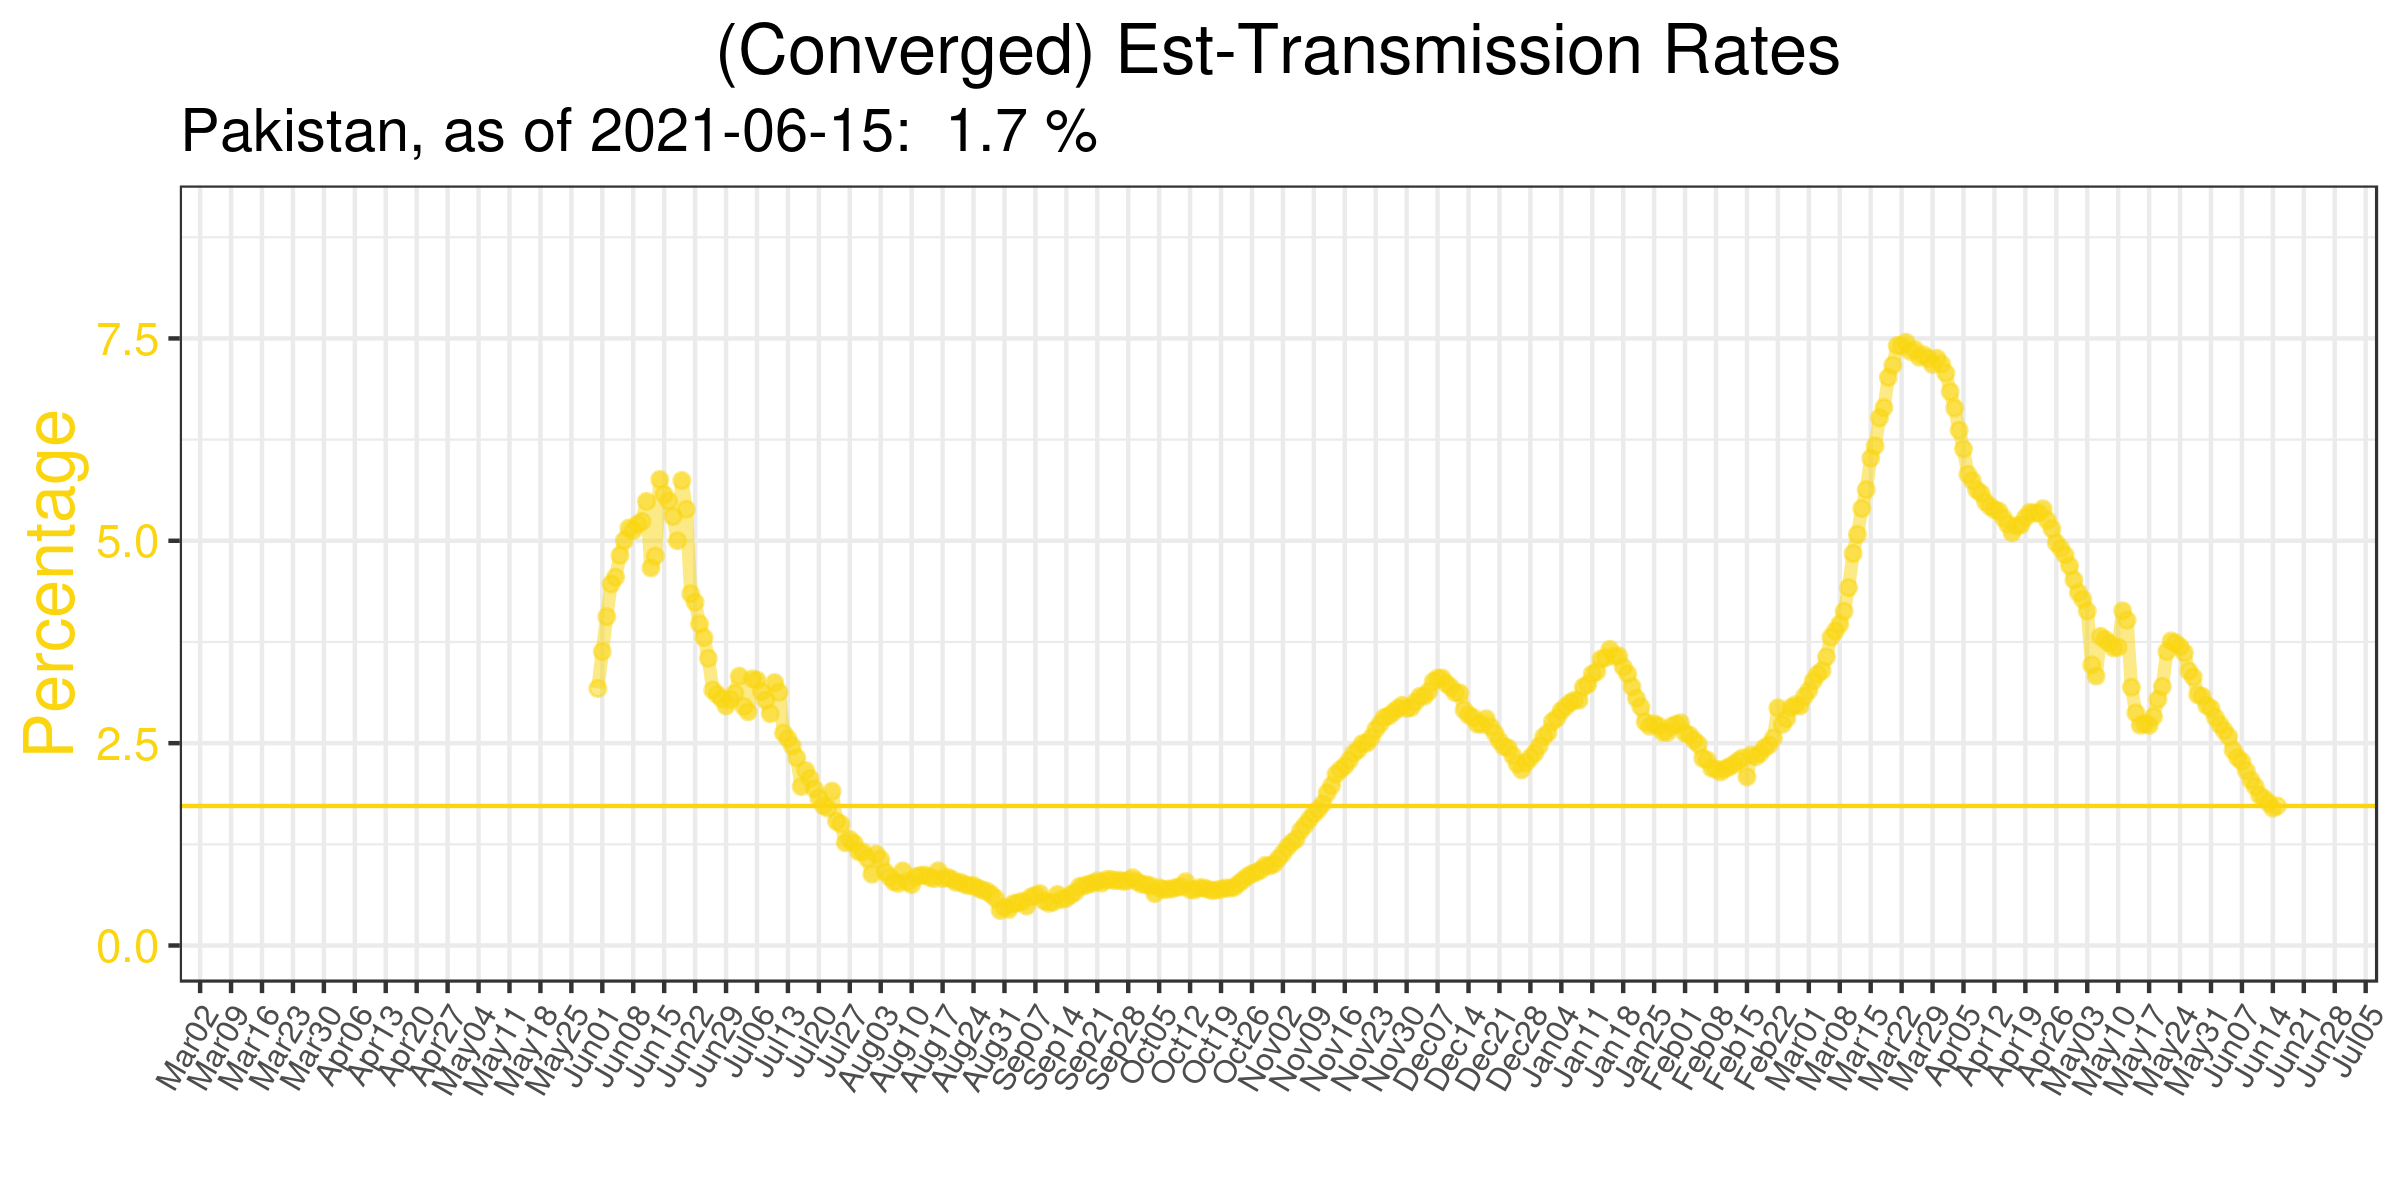 (Converged) Est-Transmission Rates
Pakistan, as of 2021-06-15: 1.7 %
Percentage
7.5
5.0
2.5
0.0
Mar02
Mar09
Mar16
Mar23
Mar30
Apr06
Apr13
Apr20
Apr27
May04
May11
May18
May25
Jun01
Jun08
Jun15
Jun22
Jun29
Jul06
Jul13
Jul20
Jul27
Aug03
Aug10
Aug17
Aug24
Aug31
Sep07
Sep14
Sep21
Sep28
Oct05
Oct12
Oct19
Oct26
Nov02
Nov09
Nov16
Nov23
Nov30
Dec07
Dec14
Dec21
Dec28
Jan04
Jan11
Jan18
Jan25
Feb01
Feb08
Feb15
Feb22
Mar01
Mar08
Mar15
Mar22
Mar29
Apr05
Apr12
Apr19
Apr26
May03
May10
May17
May24
May31
Jun07
Jun14
Jun21
Jun28
Jul05